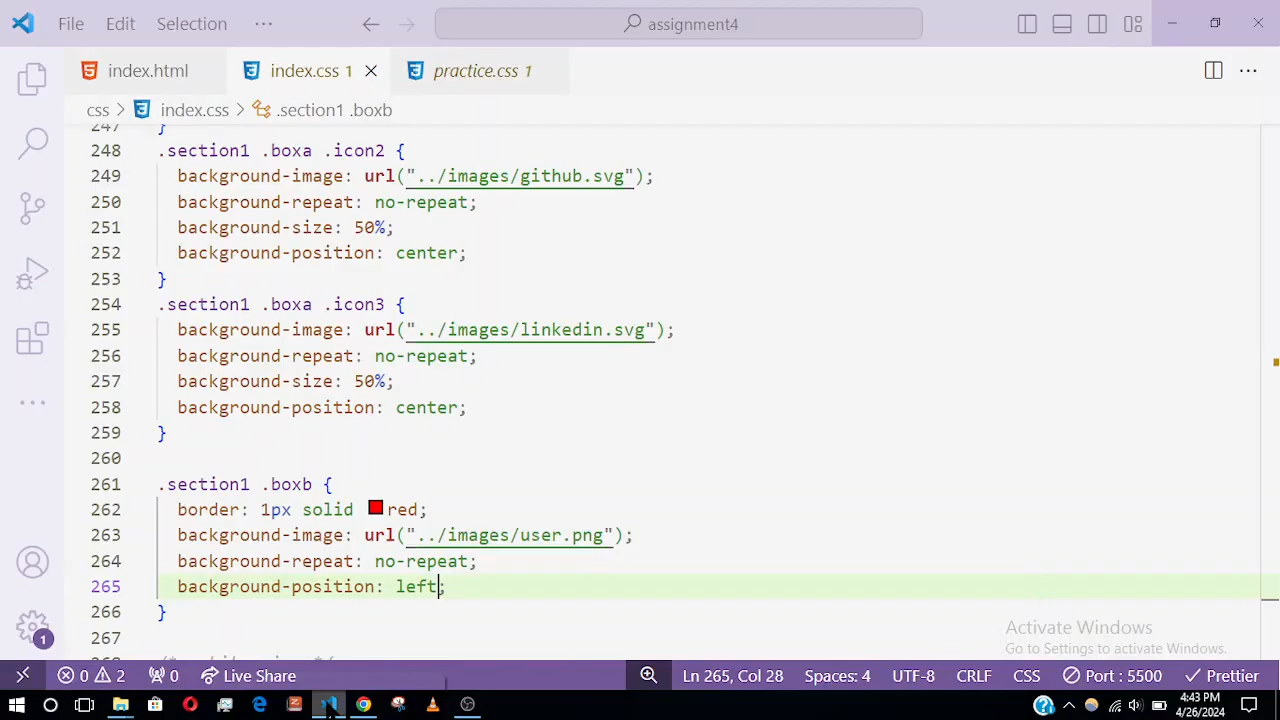 File Edit Selection ··· assignment4
index.html index.css 1 practice.css 1
css > index.css > .section1 .boxb
247 }
248 .section1 .boxa .icon2 {
249 background-image: url("../images/github.svg");
250 background-repeat: no-repeat;
251 background-size: 50%;
252 background-position: center;
253 }
254 .section1 .boxa .icon3 {
255 background-image: url("../images/linkedin.svg");
256 background-repeat: no-repeat;
257 background-size: 50%;
258 background-position: center;
259 }
260
261 .section1 .boxb {
262 border: 1px solid red;
263 background-image: url("../images/user.png");
264 background-repeat: no-repeat;
265 background-position: left;
266 }
267
Activate Windows
Go to Settings to activate Windows.
1
0 2 0 Live Share Ln 265, Col 28 Spaces: 4 UTF-8 CRLF CSS Port : 5500 Prettier
4:43 PM
4/26/2024